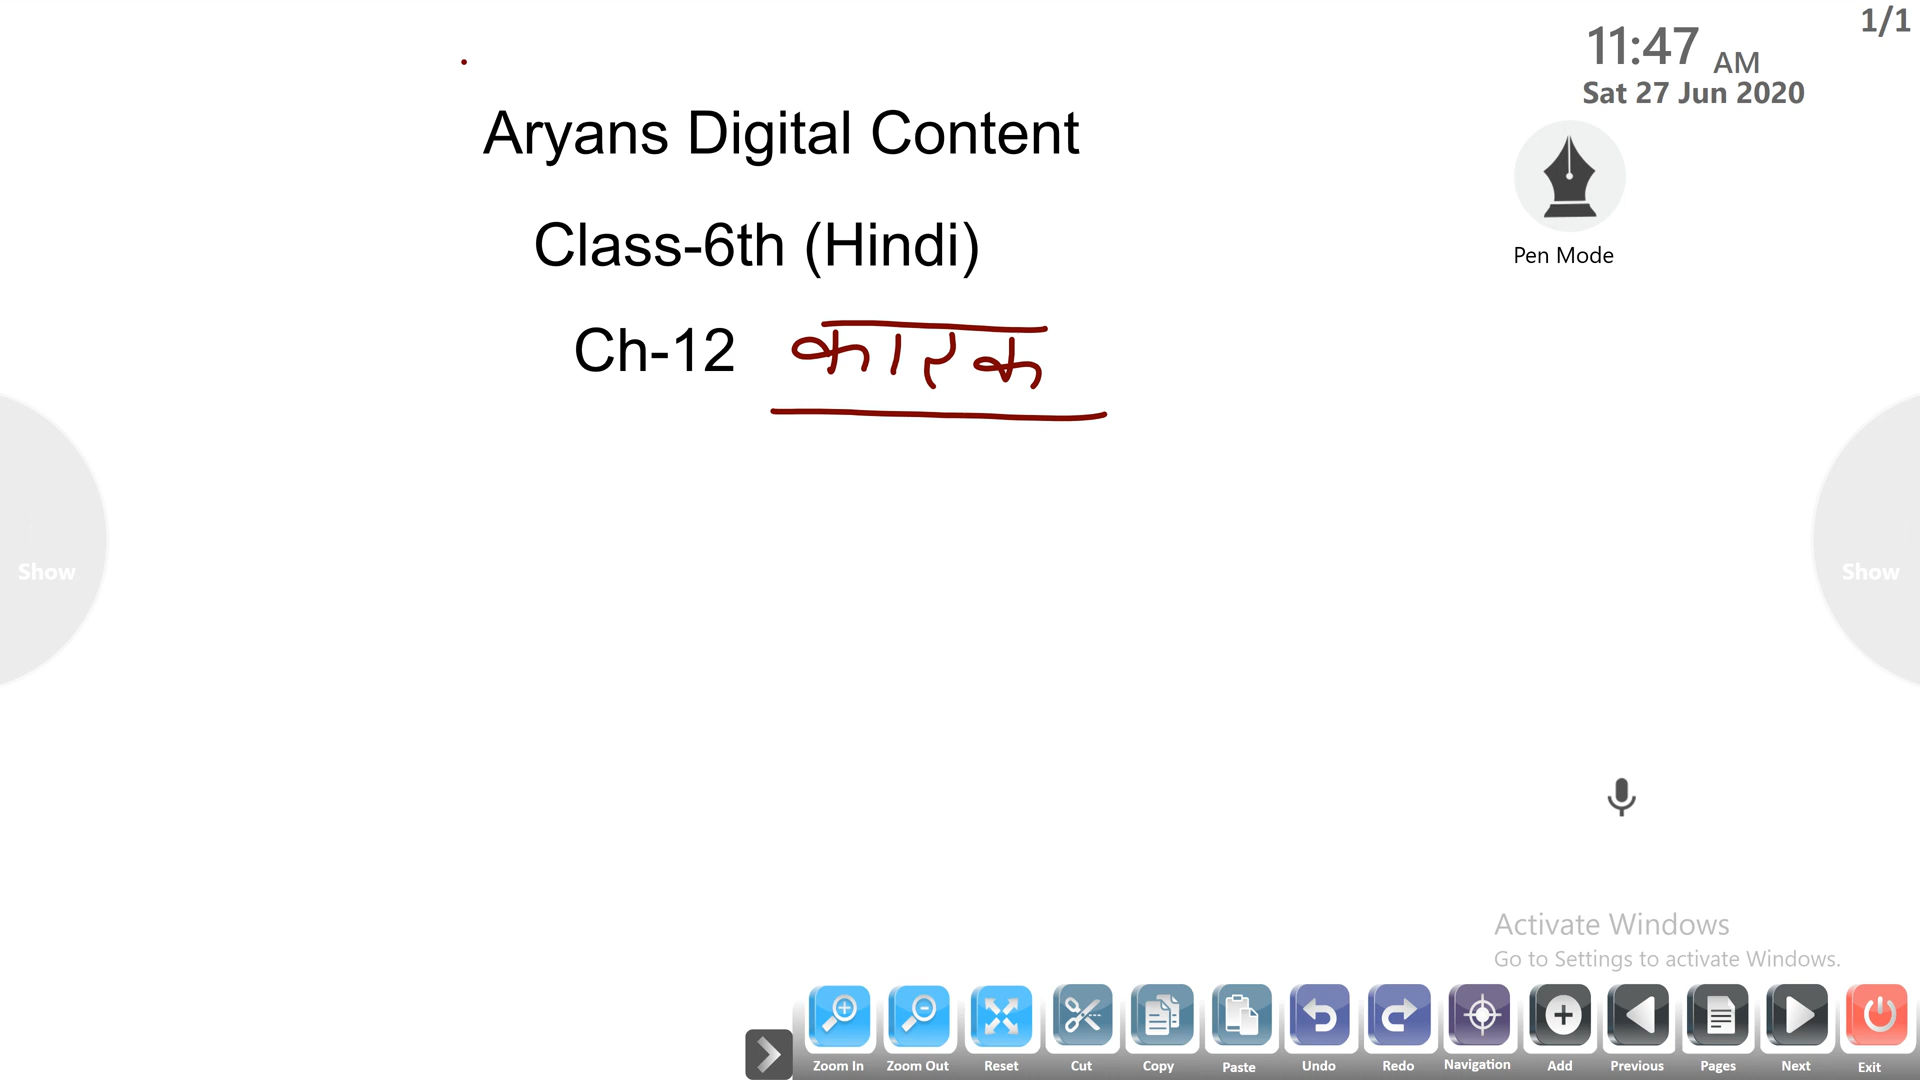 1/1
11:47 AM
Sat 27 Jun 2020
Aryans Digital Content
Class-6th (Hindi)
Pen Mode
Ch-12 कारक
Show
Show
Activate Windows
Go to Settings to activate Windows.
Zoom In Zoom Out Reset Cut Copy Paste Undo Redo Navigation Add Previous Pages Next Exit